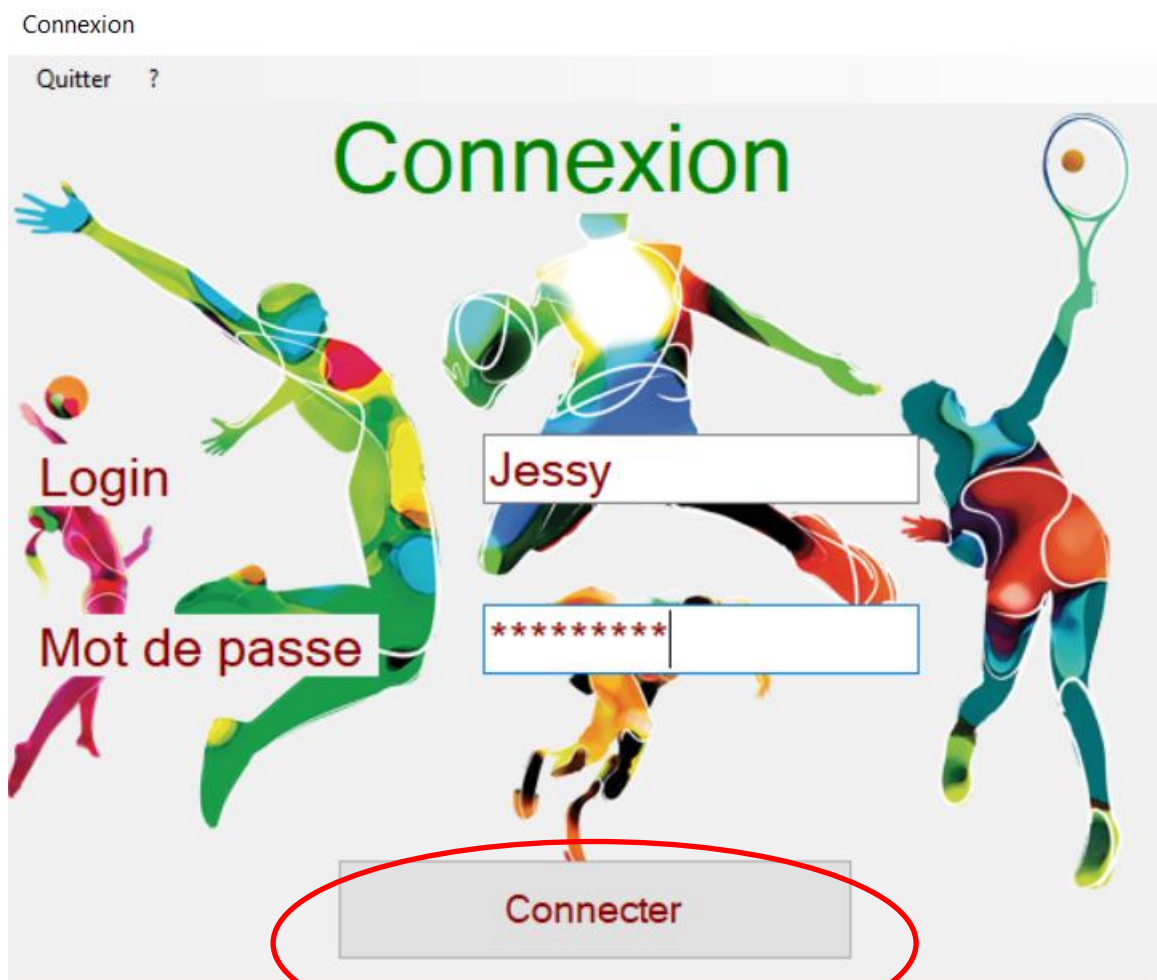 Connexion
Quitter ?
Connexion
Login
Jessy
Mot de passe
*********
Connecter